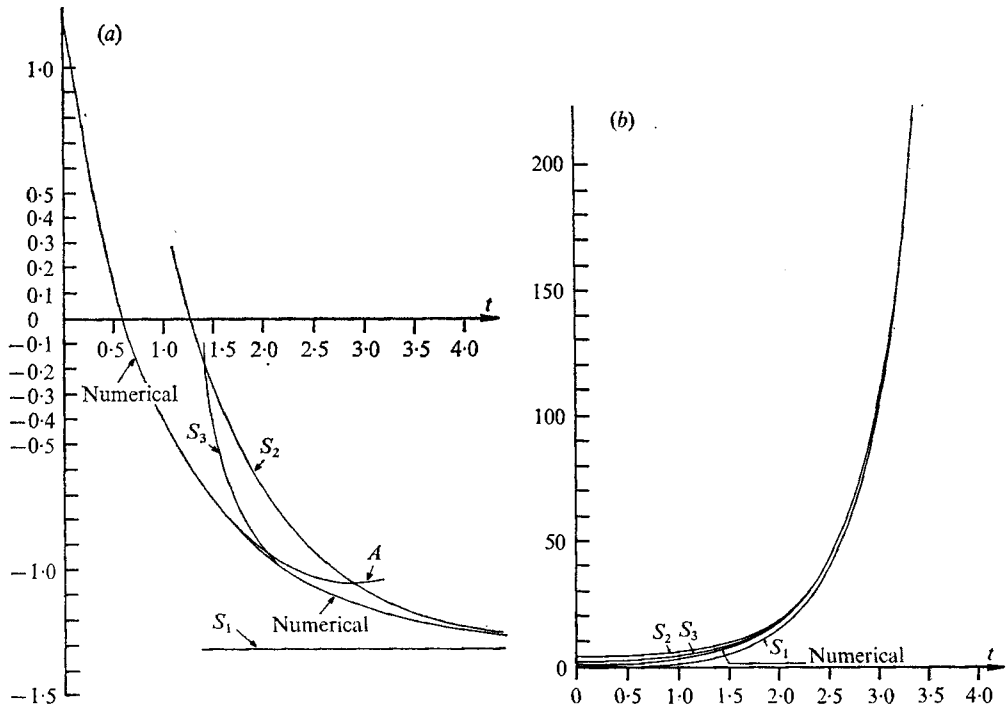 (a)
1·0
0·5
0·4
0·3
0·2
0·1
0
−0·1
−0·2
−0·3
−0·4
−0·5
−1·0
−1·5
t
0·5 1·0 1·5 2·0 2·5 3·0 3·5 4·0
Numerical
S3
S2
A
Numerical
S1
(b)
200
150
100
50
0
S2 S3
S1
Numerical
t
0 0·5 1·0 1·5 2·0 2·5 3·0 3·5 4·0